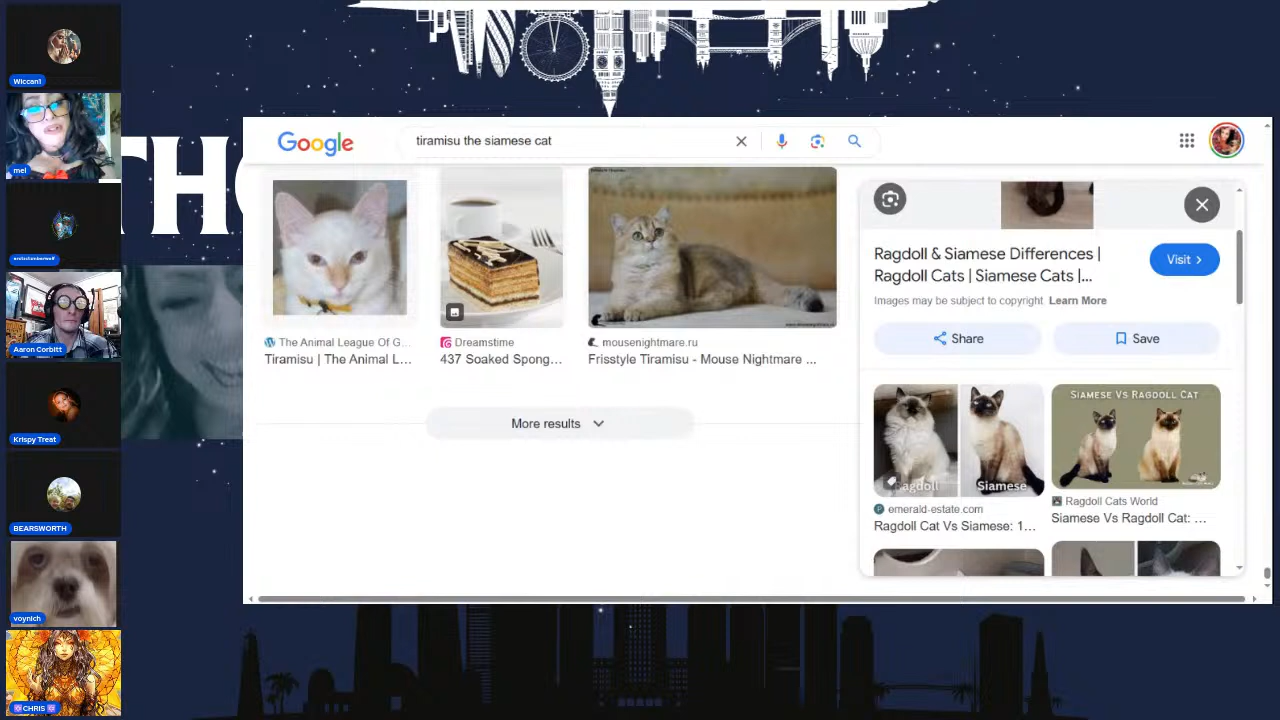 Wiccan1
mel
Aaron Corbitt
Krispy Treat
BEARSWORTH
voynich
CHRIS
TH
Google
tiramisu the siamese cat
The Animal League Of G...
Tiramisu | The Animal L...
Dreamstime
437 Soaked Spong...
mousenightmare.ru
Frisstyle Tiramisu - Mouse Nightmare ...
More results
Ragdoll & Siamese Differences |
Ragdoll Cats | Siamese Cats |...
Visit
Images may be subject to copyright Learn More
Share
Save
agdoll
Siamese
emerald-estate.com
Ragdoll Cat Vs Siamese: 1...
SIAMESE VS RAGDOLL CAT
Ragdoll Cats World
Siamese Vs Ragdoll Cat: ...